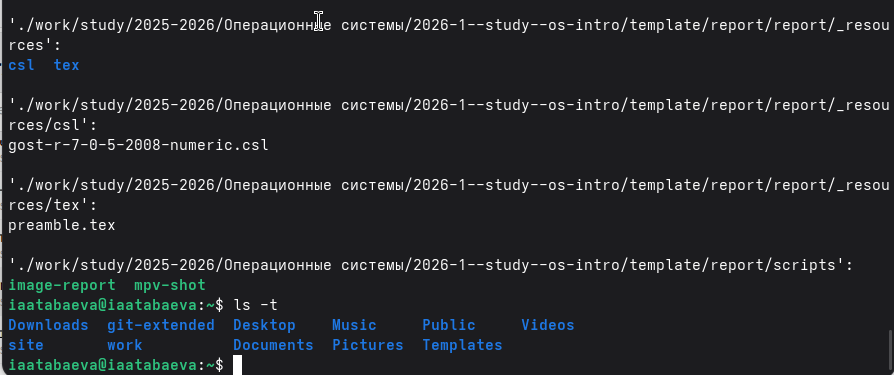 './work/study/2025-2026/Операционные системы/2026-1--study--os-intro/template/report/report/_resou
rces':
csl  tex
'./work/study/2025-2026/Операционные системы/2026-1--study--os-intro/template/report/report/_resou
rces/csl':
gost-r-7-0-5-2008-numeric.csl
'./work/study/2025-2026/Операционные системы/2026-1--study--os-intro/template/report/report/_resou
rces/tex':
preamble.tex
'./work/study/2025-2026/Операционные системы/2026-1--study--os-intro/template/report/scripts':
image-report  mpv-shot
iaatabaeva@iaatabaeva:~$ ls -t
Downloads  git-extended  Desktop    Music     Public     Videos
site       work          Documents  Pictures  Templates
iaatabaeva@iaatabaeva:~$